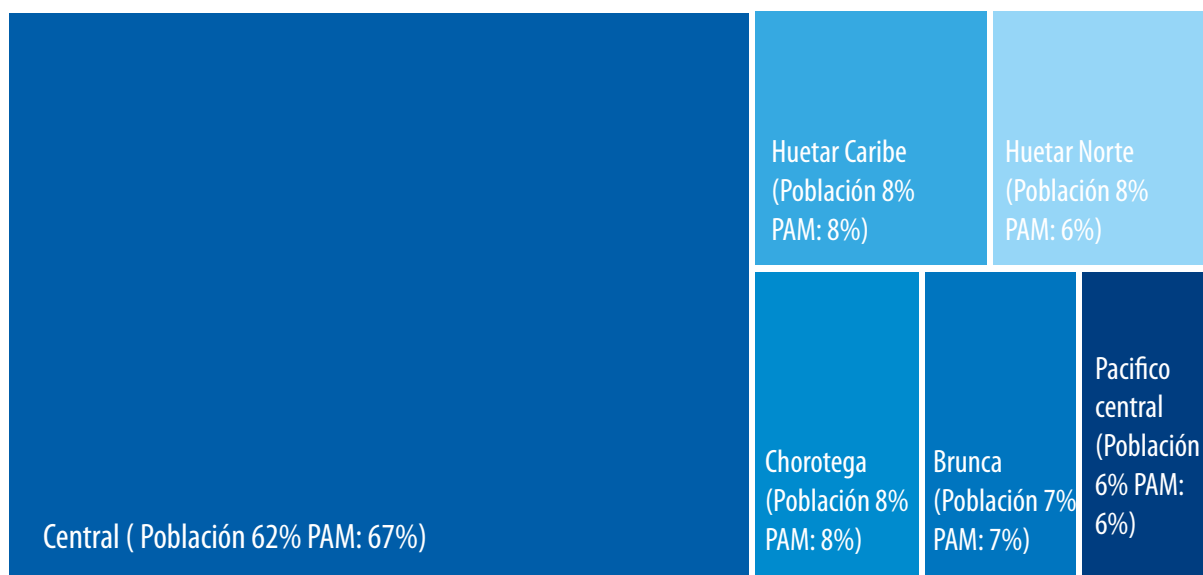 Huetar Caribe
(Población 8%
PAM: 8%)
Huetar Norte
(Población 8%
PAM: 6%)
Central ( Población 62% PAM: 67%)
Chorotega
(Población 8%
PAM: 8%)
Brunca
(Población 7%
PAM: 7%)
Pacifico
central
(Población
6% PAM:
6%)